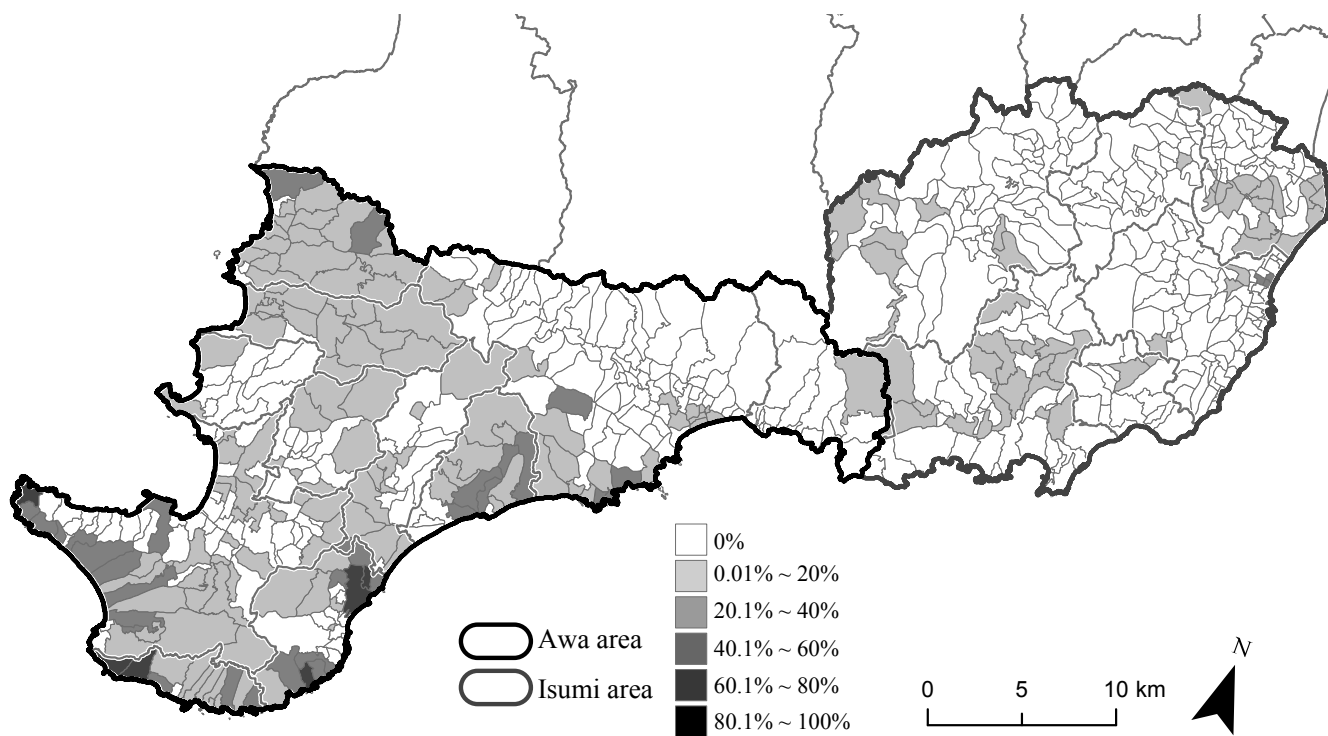 0%
0.01% ~ 20%
20.1% ~ 40%
40.1% ~ 60%
60.1% ~ 80%
80.1% ~ 100%
Awa area
Isumi area
0 5 10 km
N